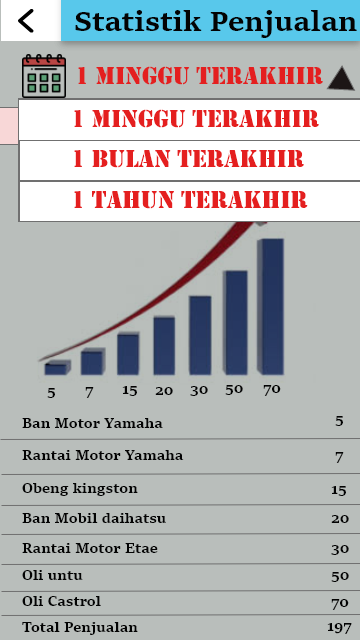 Statistik Penjualan
1 MINGGU TERAKHIR
1 MINGGU TERAKHIR
1 BULAN TERAKHIR
1 TAHUN TERAKHIR
5 7 15 20 30 50 70
Ban Motor Yamaha 5
Rantai Motor Yamaha 7
Obeng kingston 15
Ban Mobil daihatsu 20
Rantai Motor Etae 30
Oli untu 50
Oli Castrol 70
Total Penjualan 197